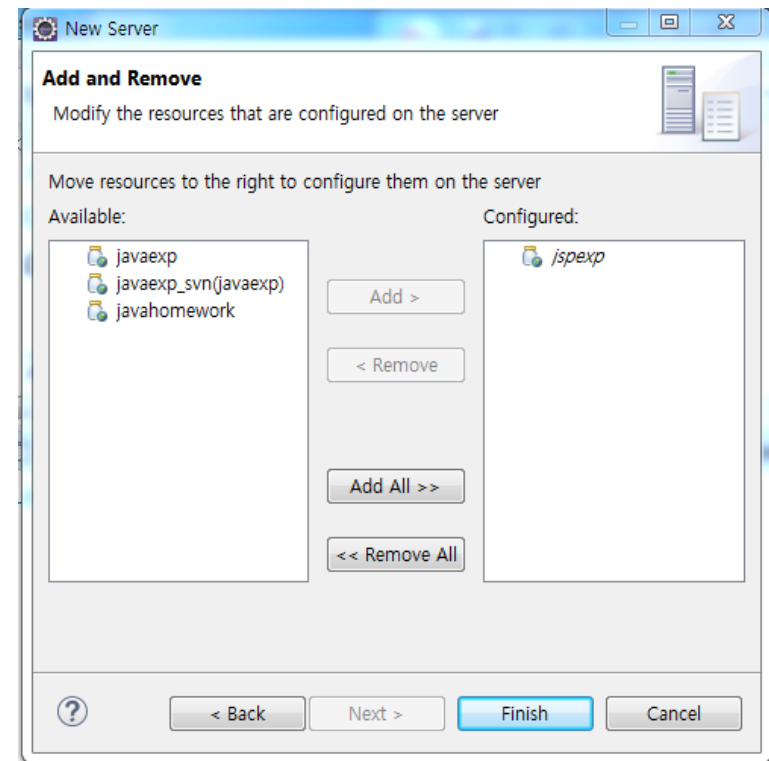 New Server
Add and Remove
Modify the resources that are configured on the server
Move resources to the right to configure them on the server
Available:
Configured:
javaexp
javaexp_svn(javaexp)
javahomework
jspexp
Add >
< Remove
Add All >>
<< Remove All
?
< Back
Next >
Finish
Cancel